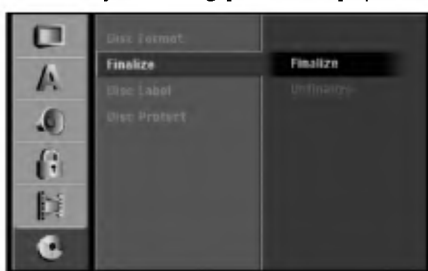 Disc Format
Finalize
Finalize
Disc Label
Unfinalize
Disc Protect